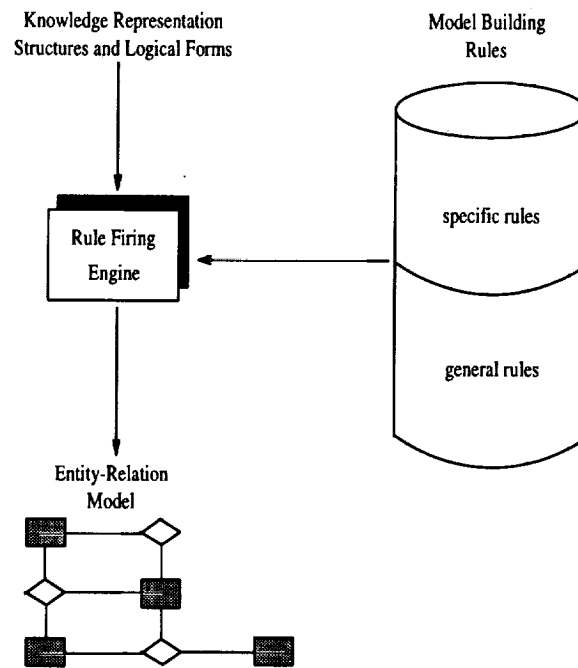 Knowledge Representation
Structures and Logical Forms
Model Building
Rules
specific rules
Rule Firing
Engine
general rules
Entity-Relation
Model